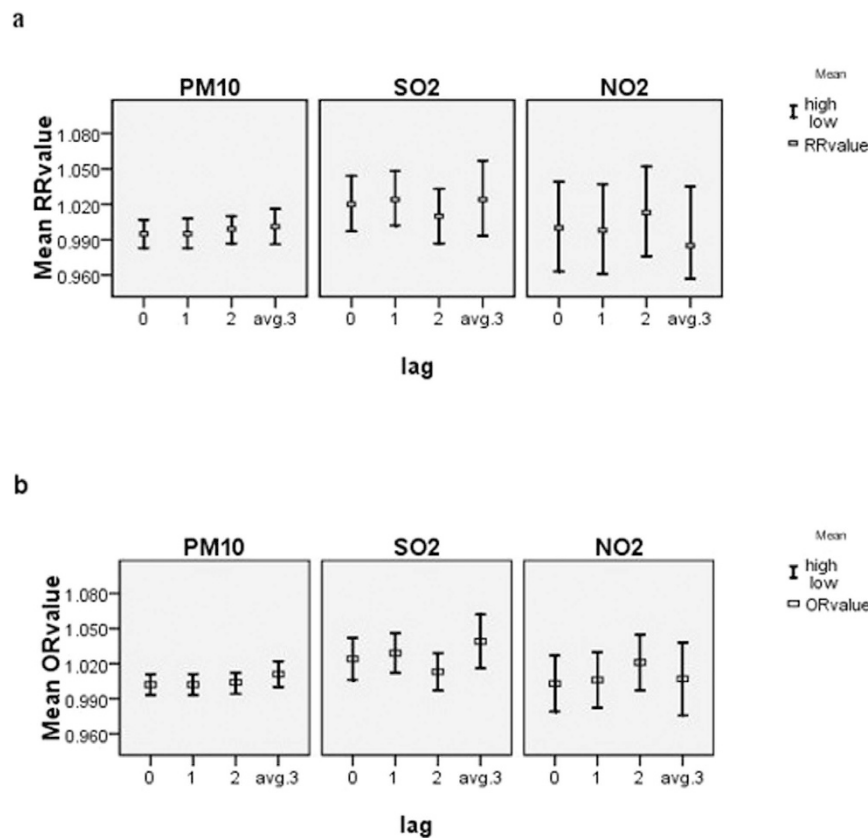 a
PM10 SO2 NO2
Mean RRvalue
1.080
1.050
1.020
0.990
0.960
0 1 2 avg.3 0 1 2 avg.3 0 1 2 avg.3
lag
Mean
high
low
RRvalue
b
PM10 SO2 NO2
Mean ORvalue
1.080
1.050
1.020
0.990
0.960
0 1 2 avg.3 0 1 2 avg.3 0 1 2 avg.3
lag
Mean
high
low
ORvalue